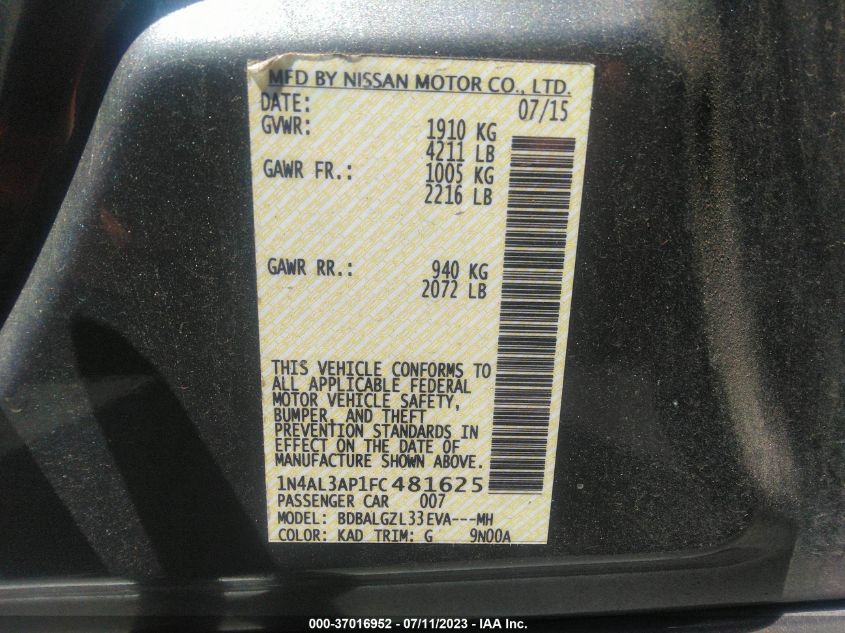 MFD BY NISSAN MOTOR CO., LTD.
DATE: 07/15
GVWR: 1910 KG
4211 LB
GAWR FR.: 1005 KG
2216 LB
GAWR RR.: 940 KG
2072 LB
THIS VEHICLE CONFORMS TO
ALL APPLICABLE FEDERAL
MOTOR VEHICLE SAFETY,
BUMPER, AND THEFT
PREVENTION STANDARDS IN
EFFECT ON THE DATE OF
MANUFACTURE SHOWN ABOVE.
1N4AL3AP1FC481625
PASSENGER CAR 007
MODEL: BDBALGZL33EVA---MH
COLOR: KAD TRIM: G 9N00A
000-37016952 - 07/11/2023 - IAA Inc.